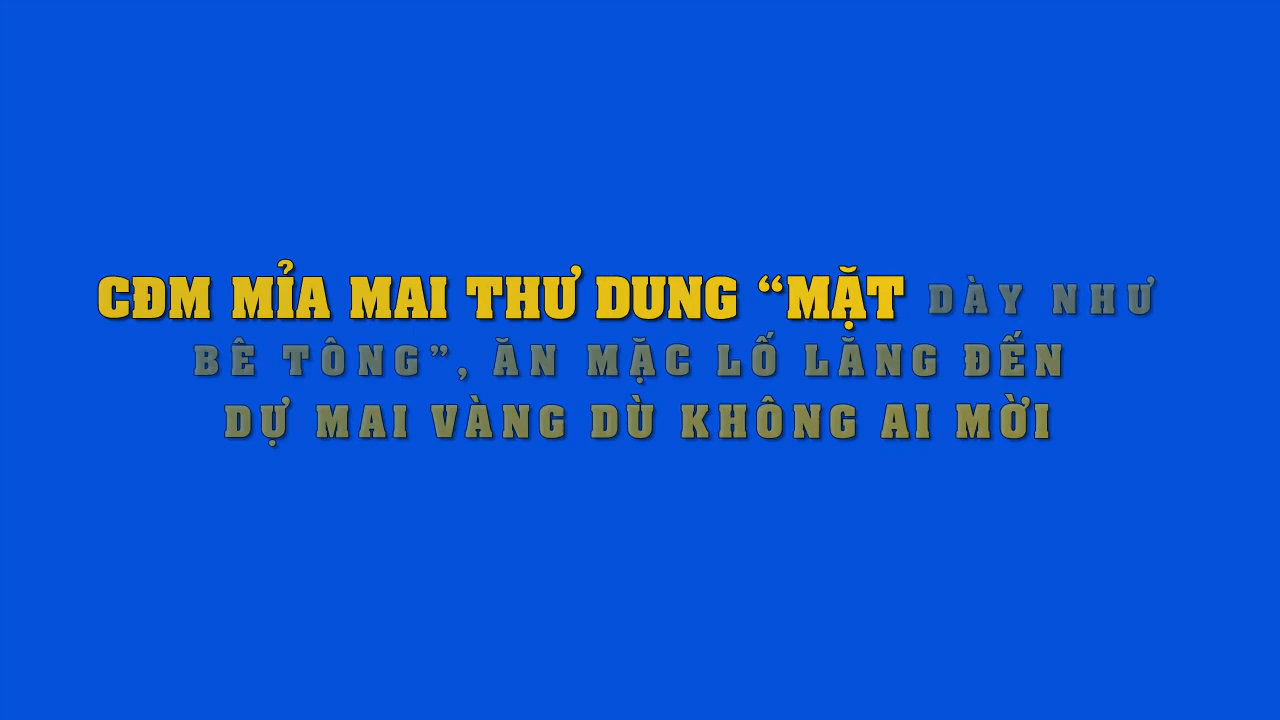 CĐM MỈA MAI THƯ DUNG “MẶT DÀY NHƯ
BÊ TÔNG”, ĂN MẶC LỐ LĂNG ĐẾN
DỰ MAI VÀNG DÙ KHÔNG AI MỜI